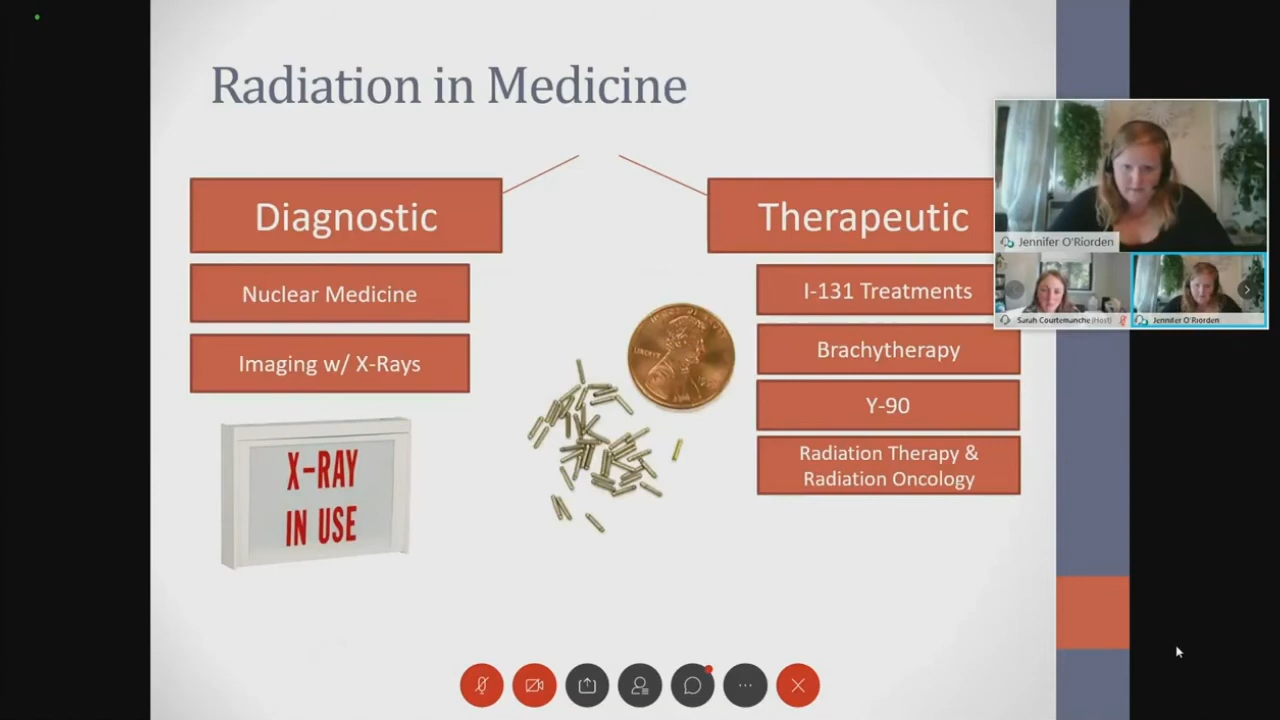 Radiation in Medicine
Diagnostic
Nuclear Medicine
Imaging w/ X-Rays
X-RAY
IN USE
LIBERTY
Therapeutic
I-131 Treatments
Brachytherapy
Y-90
Radiation Therapy &
Radiation Oncology
Jennifer O'Riorden
Sarah Courtemanche (Host)
Jennifer O'Riorden